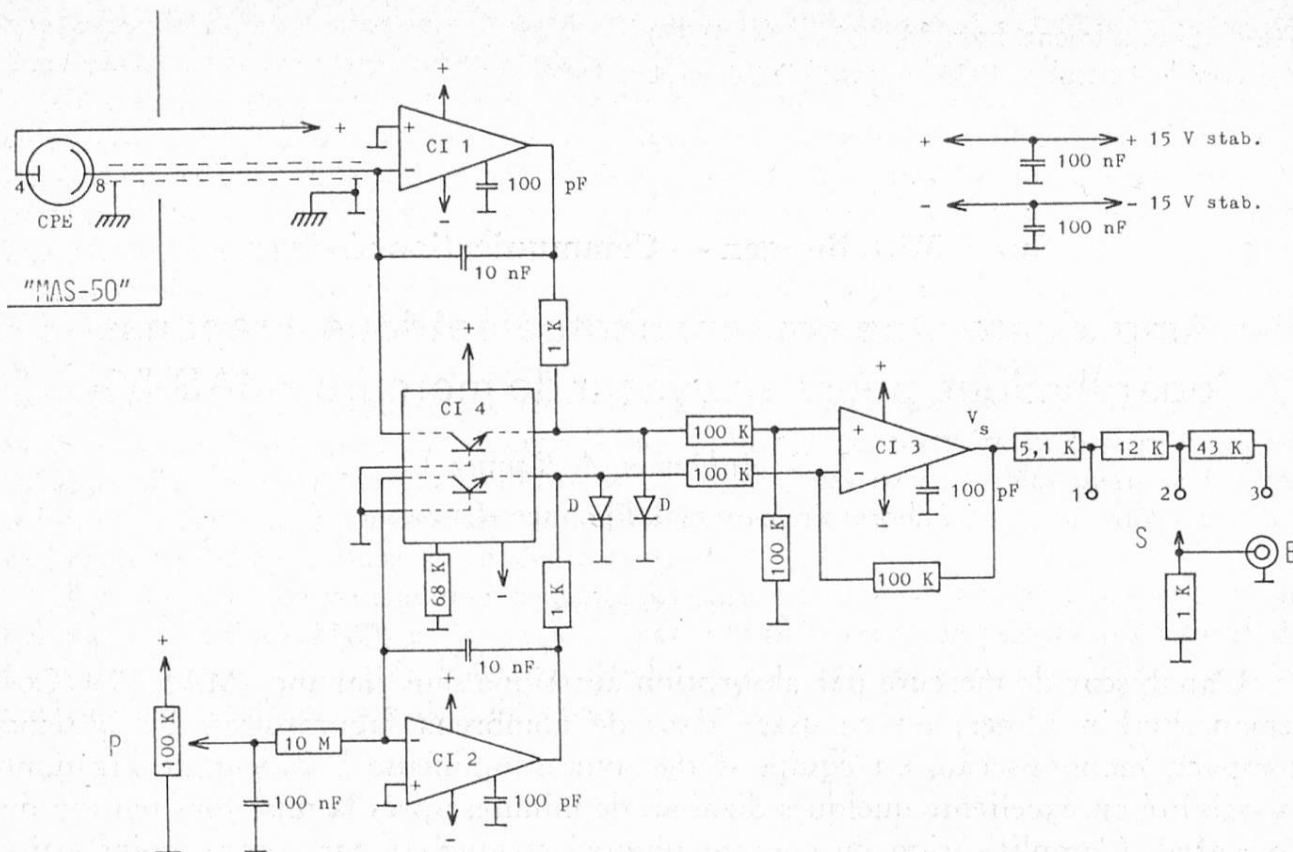 +
CI 1
+
-
+
-
100 pF
4
8
CPE
"MAS-50"
10 nF
1 K
+ + 15 V stab.
100 nF
- - 15 V stab.
100 nF
+
CI 4
-
68 K
1 K
10 nF
D
D
100 K
100 K
100 K
+
+
-
CI 3
-
100 pF
100 K
Vs
5,1 K
12 K
43 K
1
2
3
S
B
1 K
+
P
100 K
10 M
100 nF
+
-
CI 2
+
-
100 pF